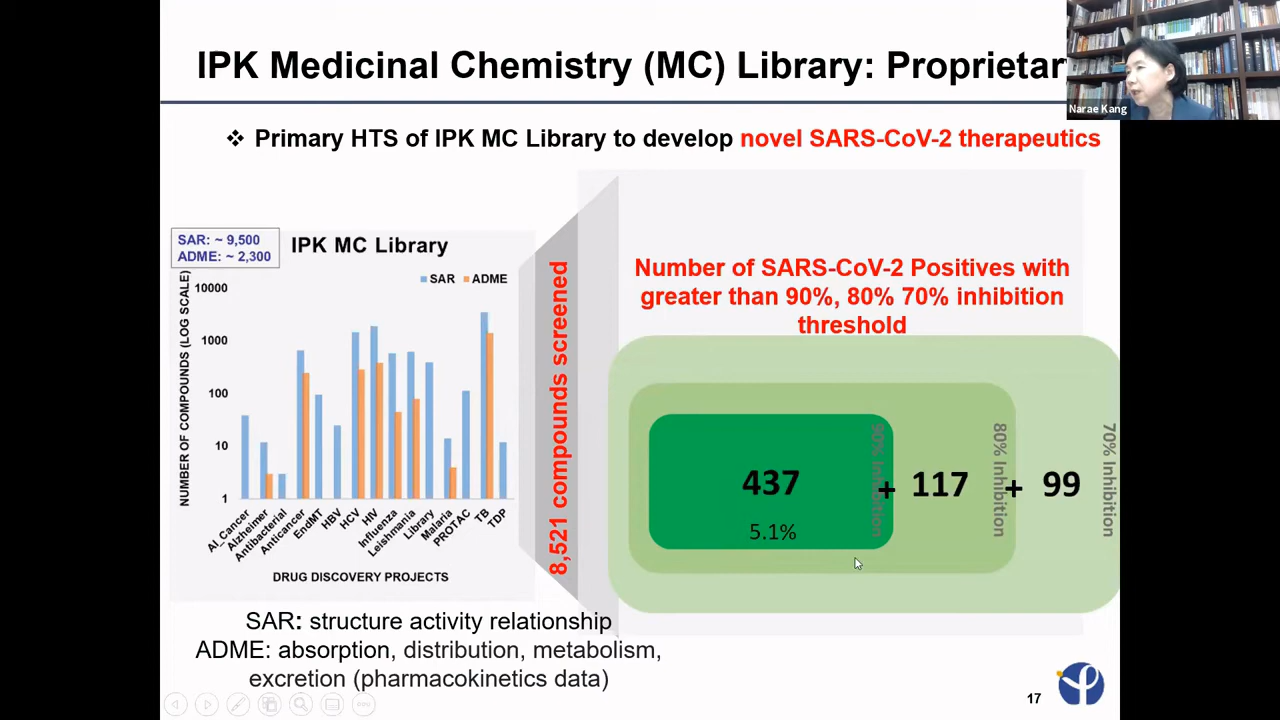 IPK Medicinal Chemistry (MC) Library: Proprietary
Narae Kang
❖ Primary HTS of IPK MC Library to develop novel SARS-CoV-2 therapeutics
SAR: ~ 9,500
ADME: ~ 2,300
IPK MC Library
SAR ADME
NUMBER OF COMPOUNDS (LOG SCALE)
10000
1000
100
10
1
AI_Cancer
Alzheimer
Antibacterial
Anticancer
EndMT
HBV
HCV
HIV
Influenza
Leishmania
Library
Malaria
PROTAC
TB
TDP
DRUG DISCOVERY PROJECTS
8,521 compounds screened
Number of SARS-CoV-2 Positives with
greater than 90%, 80% 70% inhibition
threshold
437
5.1%
90% Inhibition
+ 117
80% Inhibition
+ 99
70% Inhibition
SAR: structure activity relationship
ADME: absorption, distribution, metabolism,
excretion (pharmacokinetics data)
17